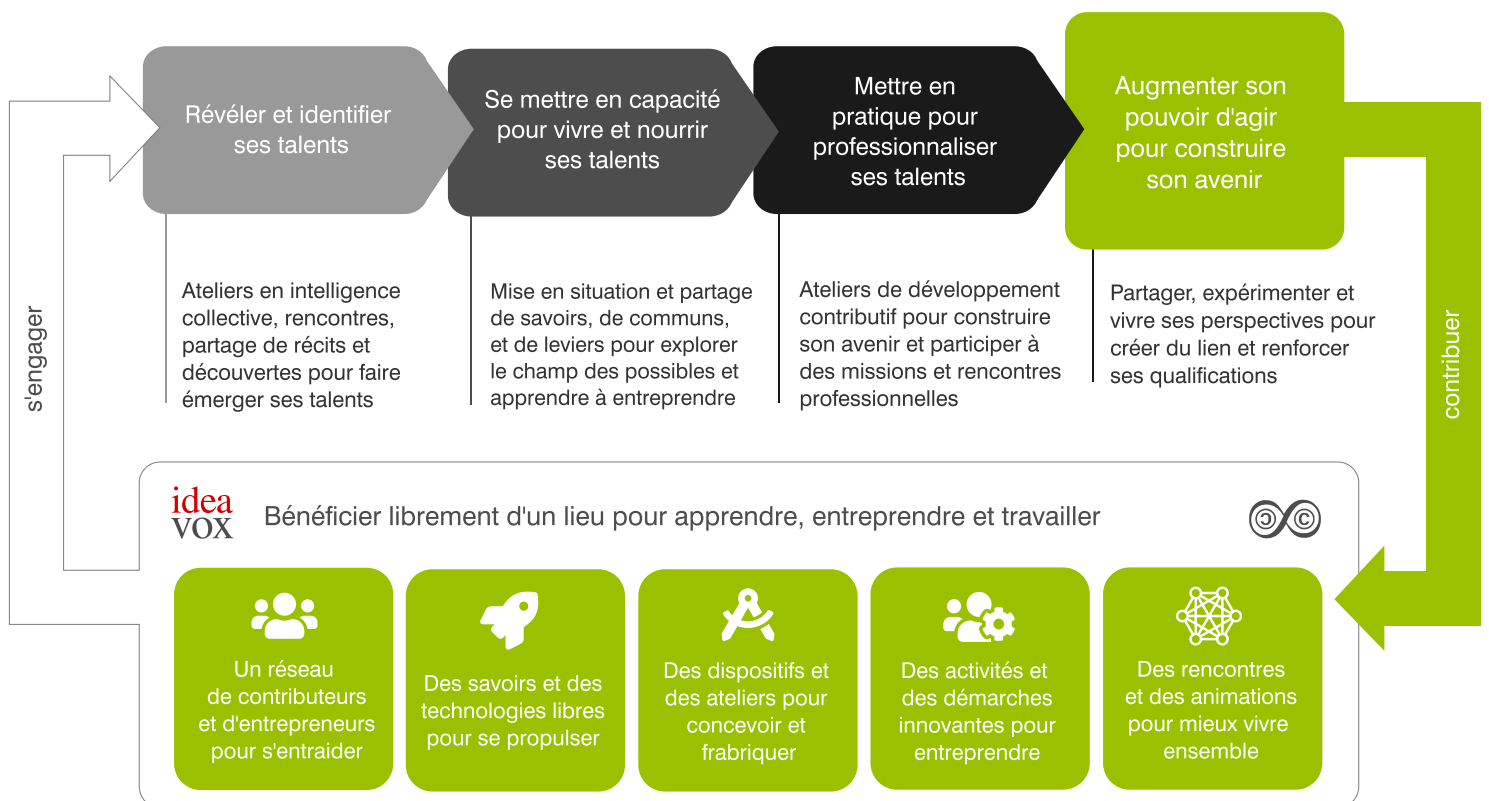 Révéler et identifier
ses talents
Se mettre en capacité
pour vivre et nourrir
ses talents
Mettre en
pratique pour
professionnaliser
ses talents
Augmenter son
pouvoir d'agir
pour construire
son avenir
s'engager
Ateliers en intelligence
collective, rencontres,
partage de récits et
découvertes pour faire
émerger ses talents
Mise en situation et partage
de savoirs, de communs,
et de leviers pour explorer
le champ des possibles et
apprendre à entreprendre
Ateliers de développement
contributif pour construire
son avenir et participer à
des missions et rencontres
professionnelles
Partager, expérimenter et
vivre ses perspectives pour
créer du lien et renforcer
ses qualifications
contribuer
idea
vox
Bénéficier librement d'un lieu pour apprendre, entreprendre et travailler
Un réseau
de contributeurs
et d'entrepreneurs
pour s'entraider
Des savoirs et des
technologies libres
pour se propulser
Des dispositifs et
des ateliers pour
concevoir et
frabriquer
Des activités et
des démarches
innovantes pour
entreprendre
Des rencontres
et des animations
pour mieux vivre
ensemble